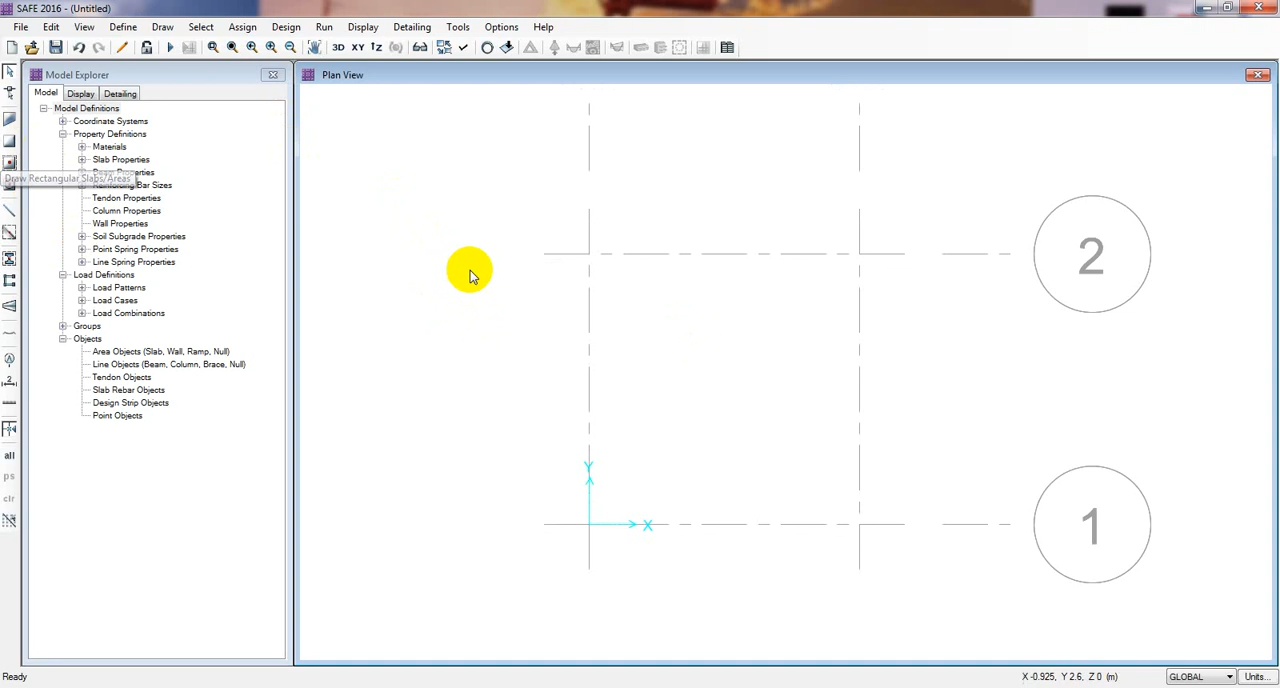 SAFE 2016 - (Untitled)
File Edit View Define Draw Select Assign Design Run Display Detailing Tools Options Help
3D XY
Model Explorer
Plan View
Model Display Detailing
Model Definitions
Coordinate Systems
Property Definitions
Materials
Slab Properties
Draw Rectangular Slabs/Areas
Reinforcing Bar Sizes
Tendon Properties
Column Properties
Wall Properties
Soil Subgrade Properties
Point Spring Properties
Line Spring Properties
Load Definitions
Load Patterns
Load Cases
Load Combinations
Groups
Objects
Area Objects (Slab, Wall, Ramp, Null)
Line Objects (Beam, Column, Brace, Null)
Tendon Objects
Slab Rebar Objects
Design Strip Objects
Point Objects
all
ps
clr
2
Y
X
1
Ready
X -0.925, Y 2.6, Z 0 (m)
GLOBAL
Units...